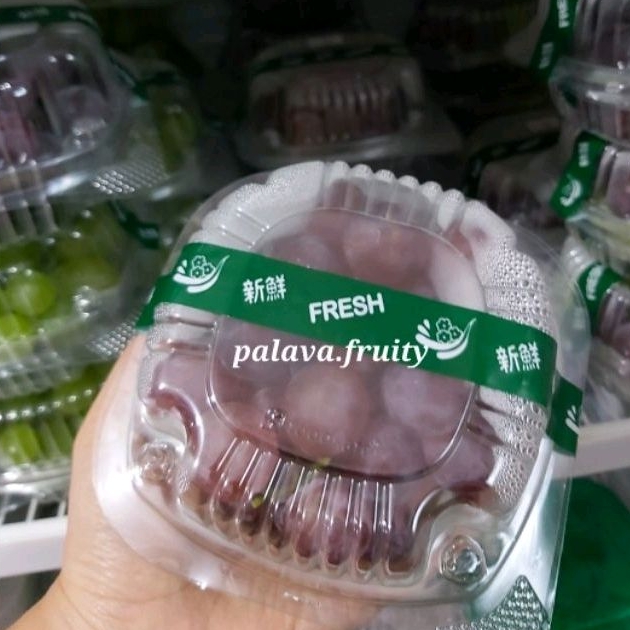 新鮮 FRESH 新鮮
palava.fruity